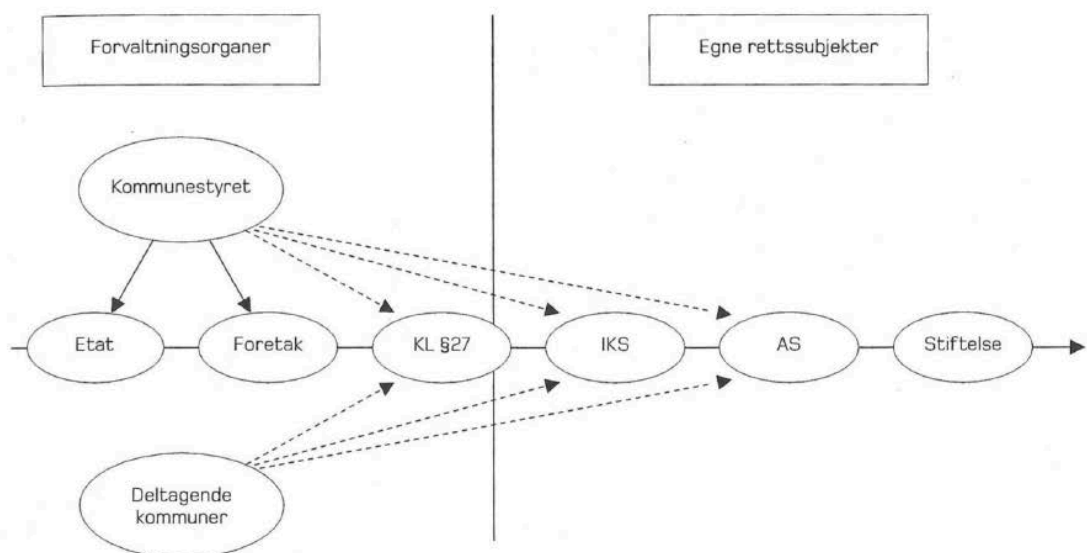 Forvaltningsorganer
Egne rettssubjekter
Kommunestyret
Etat
Foretak
KL §27
IKS
AS
Stiftelse
Deltagende
kommuner